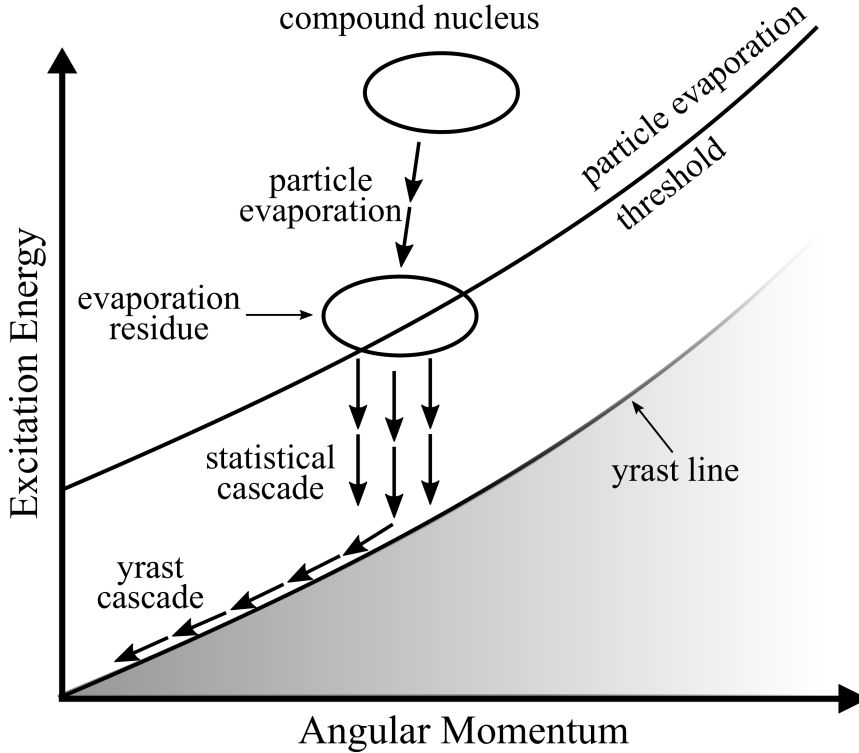 compound nucleus
particle evaporation
threshold
particle
evaporation
evaporation
residue
statistical
cascade
yrast line
yrast
cascade
Excitation Energy
Angular Momentum